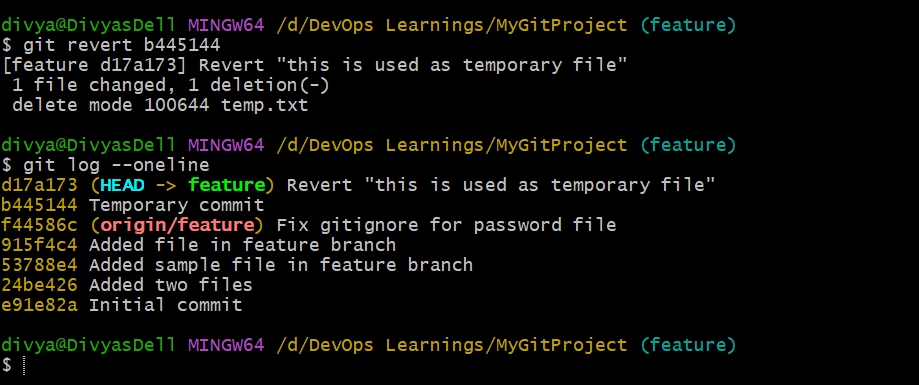 divya@DivyasDell MINGW64 /d/DevOps Learnings/MyGitProject (feature)
$ git revert b445144
[feature d17a173] Revert "this is used as temporary file"
 1 file changed, 1 deletion(-)
 delete mode 100644 temp.txt
divya@DivyasDell MINGW64 /d/DevOps Learnings/MyGitProject (feature)
$ git log --oneline
d17a173 (HEAD -> feature) Revert "this is used as temporary file"
b445144 Temporary commit
f44586c (origin/feature) Fix gitignore for password file
915f4c4 Added file in feature branch
53788e4 Added sample file in feature branch
24be426 Added two files
e91e82a Initial commit
divya@DivyasDell MINGW64 /d/DevOps Learnings/MyGitProject (feature)
$